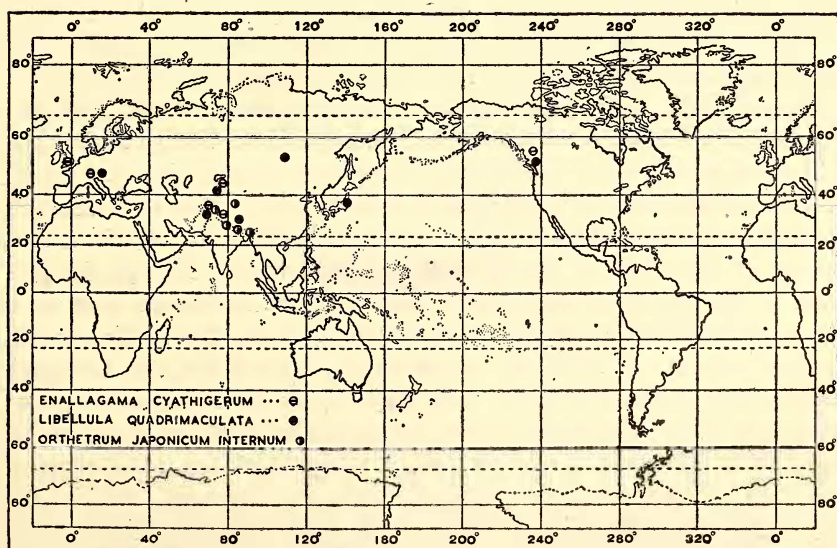 0° 40° 80° 120° 160° 200° 240° 280° 320° 0°
80° 80°
60° 60°
40° 40°
20° 20°
0° 0°
20° 20°
40° 40°
ENALLAGAMA CYATHIGERUM ... ⊖
LIBELLULA QUADRIMACULATA ... ●
ORTHETRUM JAPONICUM INTERNUM ◑
60° 60°
80° 80°
0° 40° 80° 120° 160° 200° 240° 280° 320° 0°